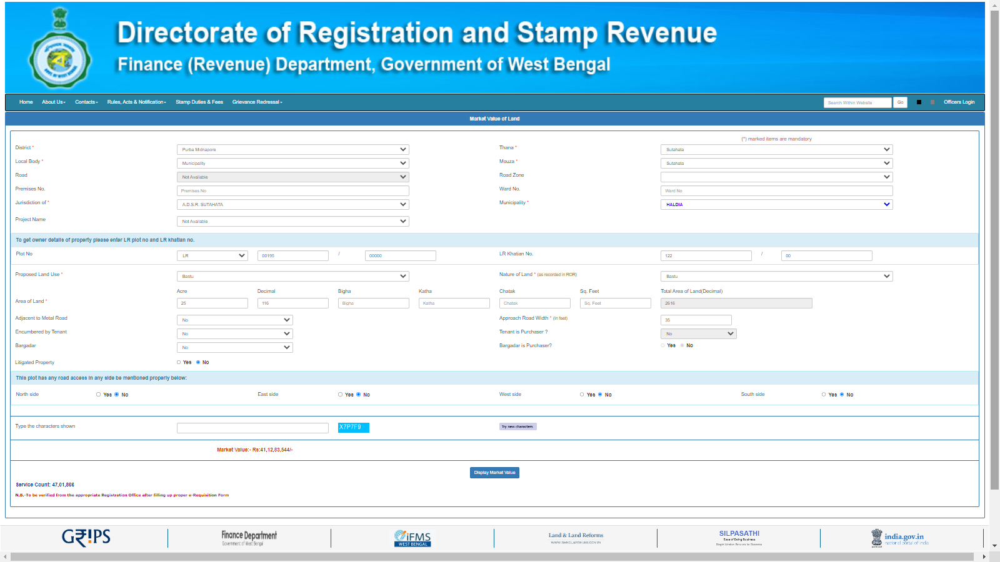 Directorate of Registration and Stamp Revenue
Finance (Revenue) Department, Government of West Bengal
Home About Us Contacts Rules, Acts & Notification Stamp Duties & Fees Grievance Redressal Search Within Website Go Officers Login
Market Value of Land
(*) marked items are mandatory
District * Purba Midnapore Thana * Sutahata
Local Body * Municipality Mouza * Sutahata
Road Not Available Road Zone
Premises No. Premises No Ward No. Ward No
Jurisdiction of * A.D.S.R. SUTAHATA Municipality * HALDIA
Project Name Not Available
To get owner details of property please enter LR plot no and LR khatian no.
Plot No LR 00195 / 00000 LR Khatian No. 122 / 00
Proposed Land Use * Bastu Nature of Land * (as recorded in ROR) Bastu
Acre Decimal Bigha Katha Chatak Sq. Feet Total Area of Land(Decimal)
Area of Land * 25 116 Bigha Katha Chatak Sq. Feet 2616
Adjacent to Metal Road No Approach Road Width * (In feet) 35
Encumbered by Tenant No Tenant is Purchaser ? No
Bargadar No Bargadar is Purchaser? Yes No
Litigated Property Yes No
This plot has any road access in any side be mentioned properly below:
North side Yes No East side Yes No West side Yes No South side Yes No
Type the characters shown X7P7F9 Try new characters
Market Value:- Rs:41,12,83,544/-
Display Market Value
Service Count: 47,01,866
N.B.-To be verified from the appropriate Registration Office after filling up proper e-Requisition Form
GRIPS Finance Department iFMS Land & Land Reforms SILPASATHI india.gov.in
Government of West Bengal WEST BENGAL WWW.BANGLARBHUMI.GOV.IN Ease of Doing Business national portal of india
Single Window Services for Business